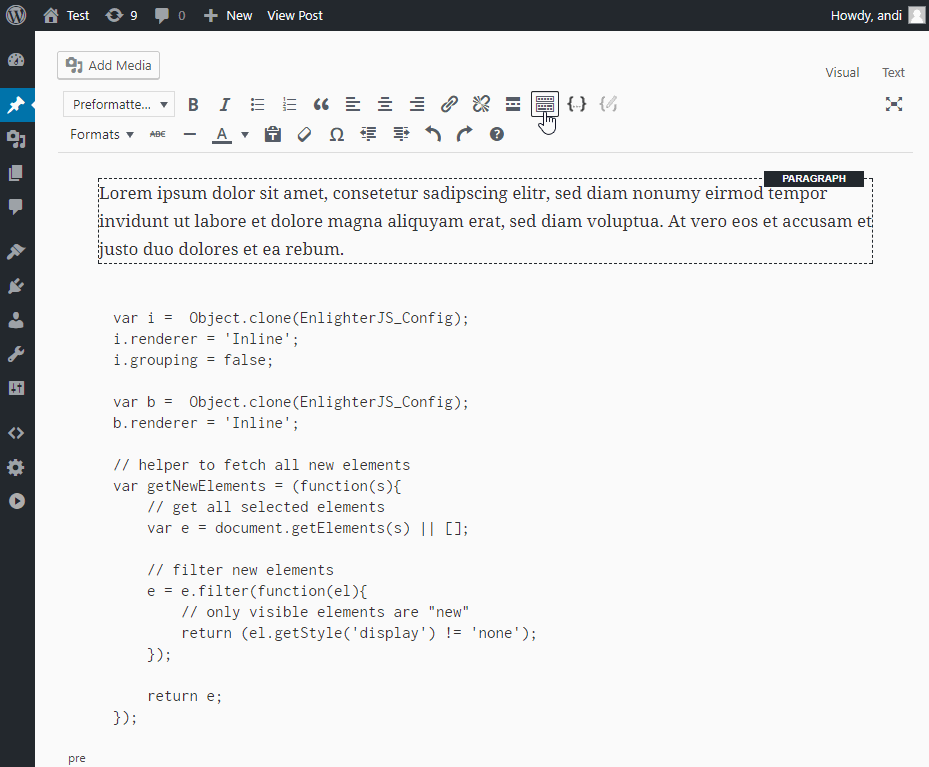 Test 9 0 New View Post Howdy, andi
Add Media
Visual Text
Preformatte... B I
Formats ABC A Ω
PARAGRAPH
Lorem ipsum dolor sit amet, consetetur sadipscing elitr, sed diam nonumy eirmod tempor
invidunt ut labore et dolore magna aliquyam erat, sed diam voluptua. At vero eos et accusam et
justo duo dolores et ea rebum.
var i =  Object.clone(EnlighterJS_Config);
i.renderer = 'Inline';
i.grouping = false;
var b =  Object.clone(EnlighterJS_Config);
b.renderer = 'Inline';
// helper to fetch all new elements
var getNewElements = (function(s){
    // get all selected elements
    var e = document.getElements(s) || [];
    // filter new elements
    e = e.filter(function(el){
        // only visible elements are "new"
        return (el.getStyle('display') != 'none');
    });
    return e;
});
pre